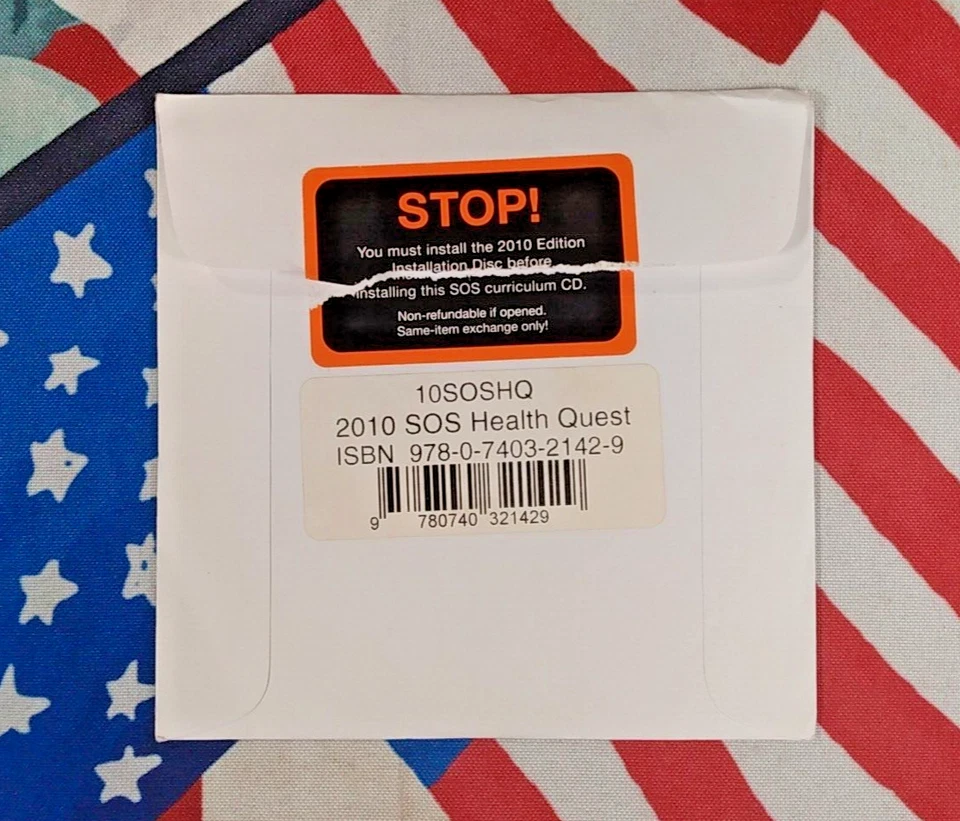 STOP!
You must install the 2010 Edition
Installation Disc before
installing this SOS curriculum CD.
Non-refundable if opened.
Same-item exchange only!
10SOSHQ
2010 SOS Health Quest
ISBN 978-0-7403-2142-9
9 780740 321429